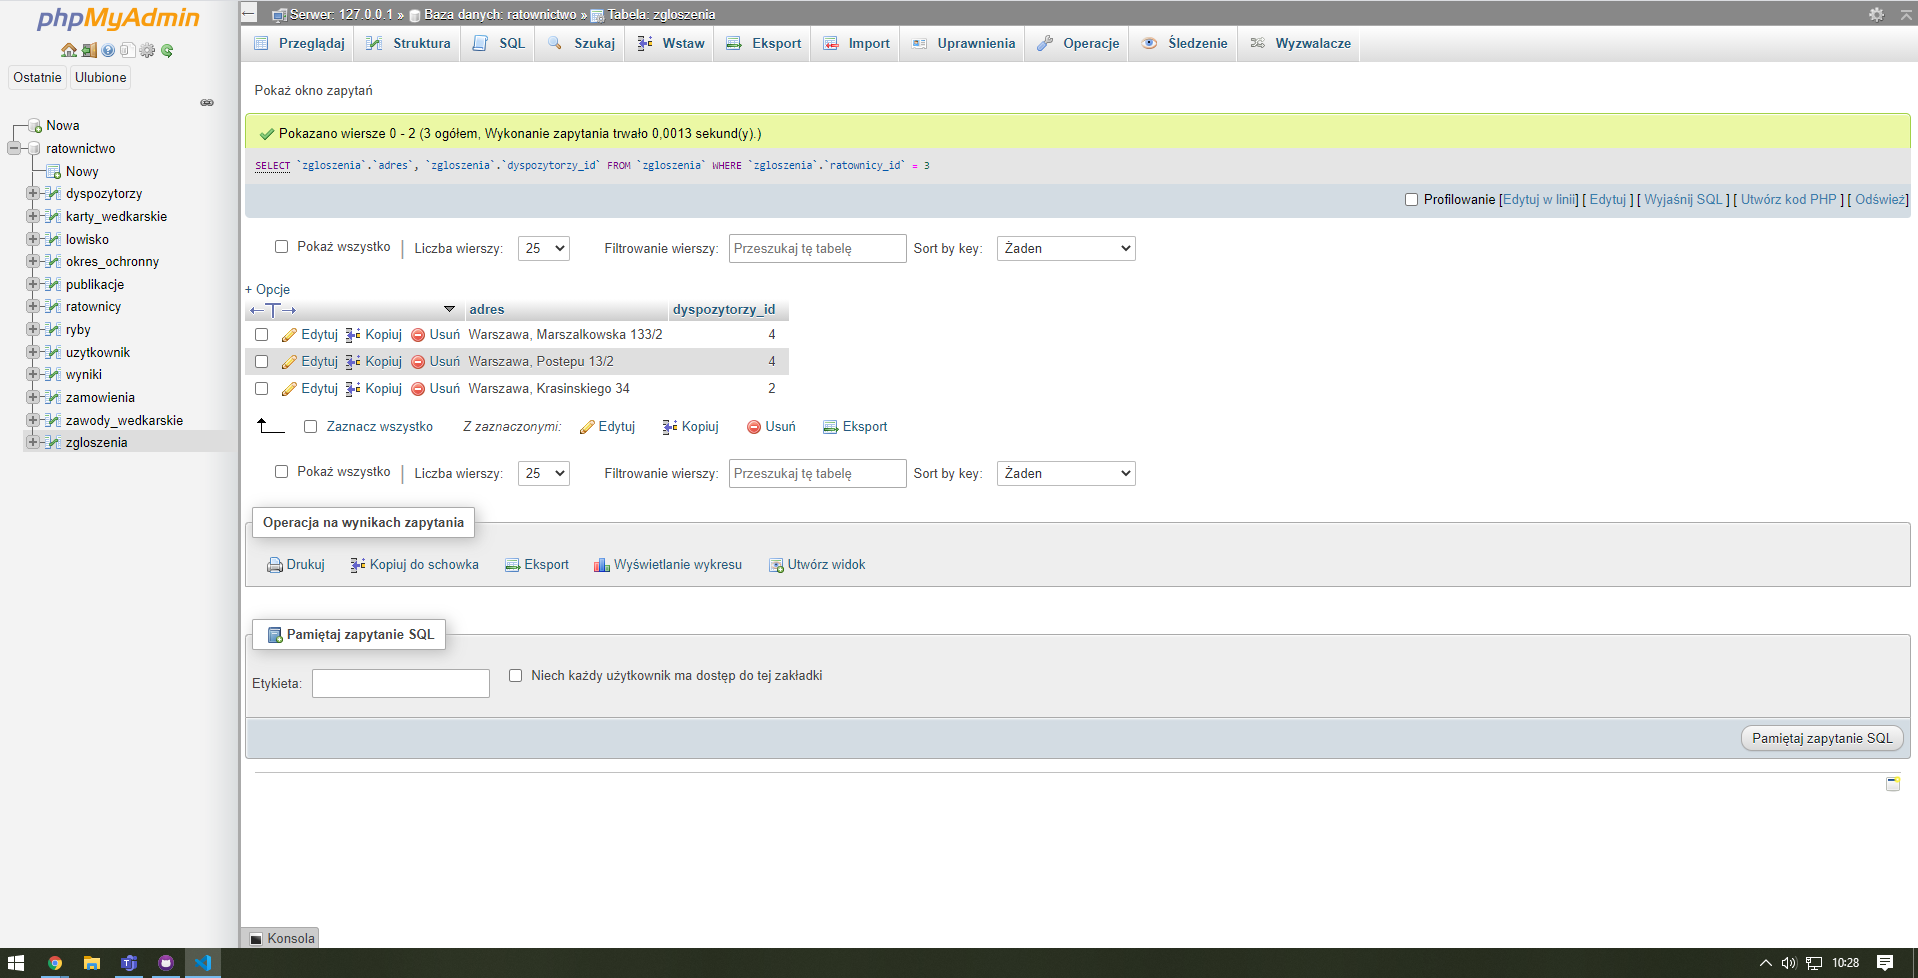 phpMyAdmin
Ostatnie Ulubione
Nowa
ratownictwo
Nowy
dyspozytorzy
karty_wedkarskie
lowisko
okres_ochronny
publikacje
ratownicy
ryby
uzytkownik
wyniki
zamowienia
zawody_wedkarskie
zgloszenia
Serwer: 127.0.0.1 » Baza danych: ratownictwo » Tabela: zgloszenia
Przeglądaj Struktura SQL Szukaj Wstaw Eksport Import Uprawnienia Operacje Śledzenie Wyzwalacze
Pokaż okno zapytań
Pokazano wiersze 0 - 2 (3 ogółem, Wykonanie zapytania trwało 0,0013 sekund(y).)
SELECT `zgloszenia`.`adres`, `zgloszenia`.`dyspozytorzy_id` FROM `zgloszenia` WHERE `zgloszenia`.`ratownicy_id` = 3
Profilowanie [Edytuj w linii] [ Edytuj ] [ Wyjaśnij SQL ] [ Utwórz kod PHP ] [ Odśwież]
Pokaż wszystko | Liczba wierszy: 25 Filtrowanie wierszy: Przeszukaj tę tabelę Sort by key: Żaden
+ Opcje
←T→ adres dyspozytorzy_id
Edytuj Kopiuj Usuń Warszawa, Marszalkowska 133/2 4
Edytuj Kopiuj Usuń Warszawa, Postepu 13/2 4
Edytuj Kopiuj Usuń Warszawa, Krasinskiego 34 2
Zaznacz wszystko Z zaznaczonymi: Edytuj Kopiuj Usuń Eksport
Pokaż wszystko | Liczba wierszy: 25 Filtrowanie wierszy: Przeszukaj tę tabelę Sort by key: Żaden
Operacja na wynikach zapytania
Drukuj Kopiuj do schowka Eksport Wyświetlanie wykresu Utwórz widok
Pamiętaj zapytanie SQL
Etykieta: Niech każdy użytkownik ma dostęp do tej zakładki
Pamiętaj zapytanie SQL
Konsola
10:28